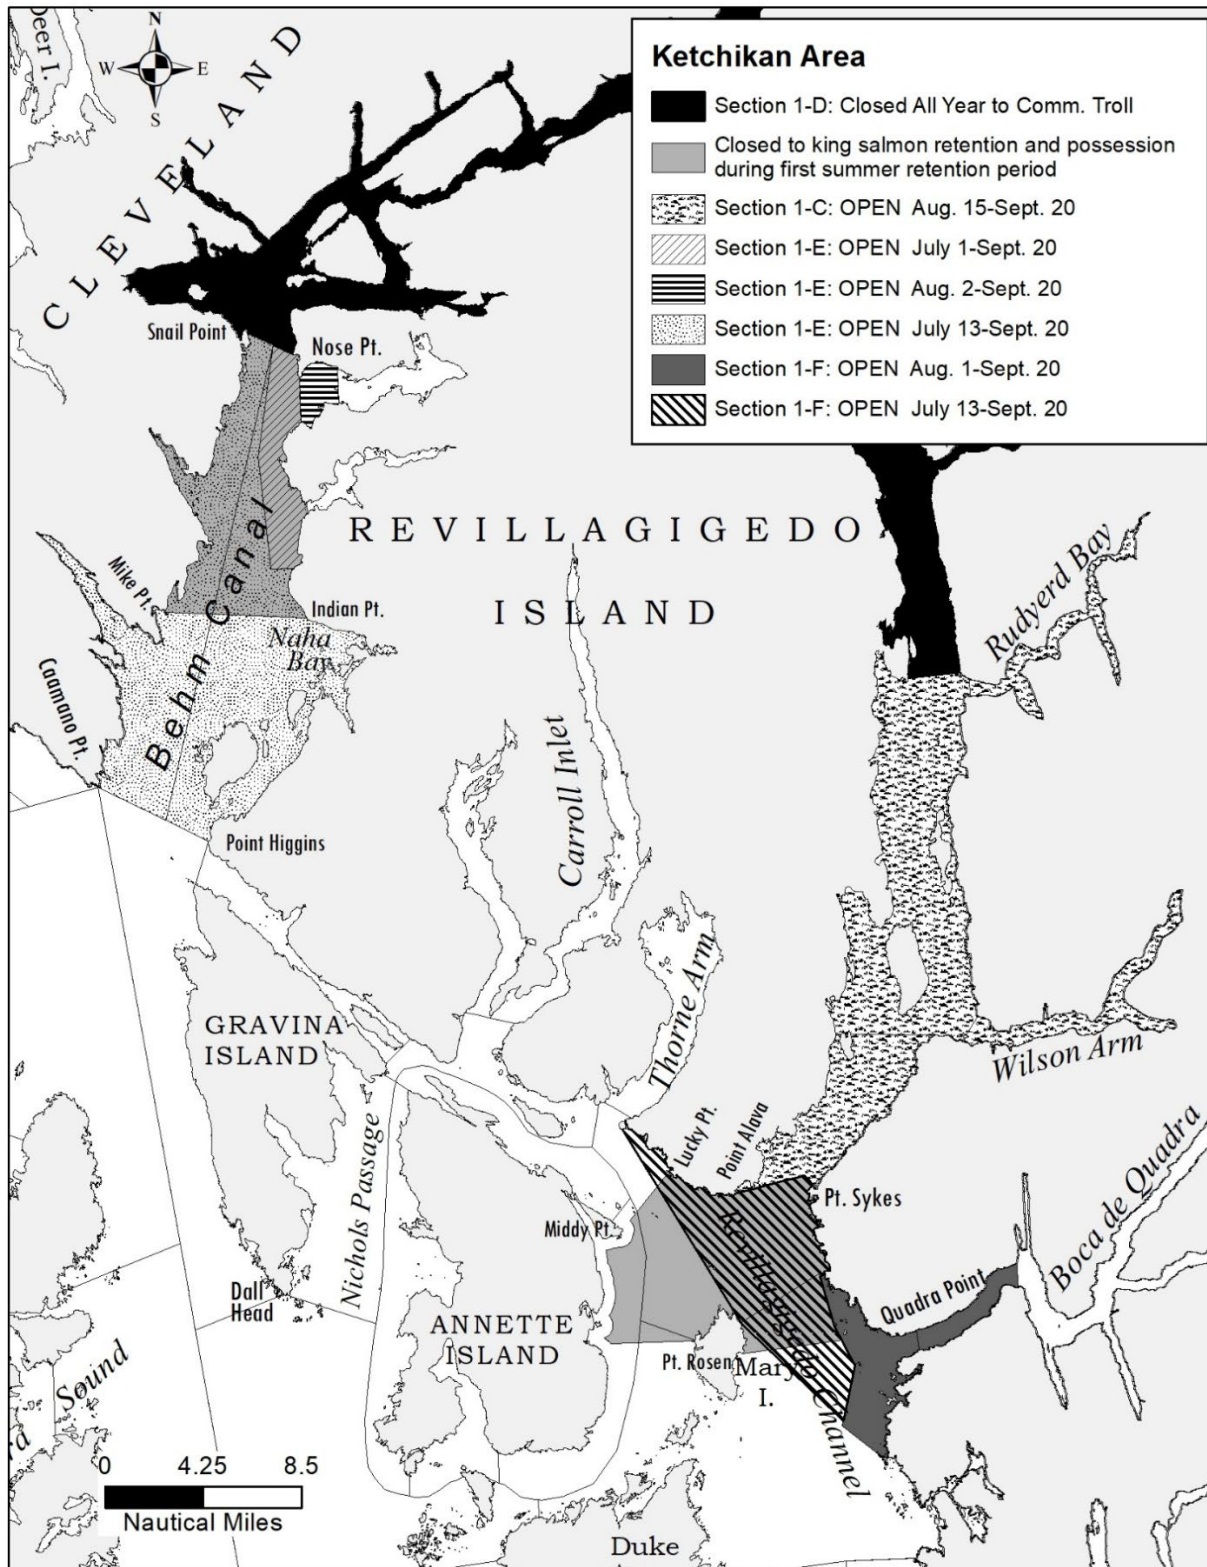 Deer I.
N
W E
S
CLEVELAND
Ketchikan Area
Section 1-D: Closed All Year to Comm. Troll
Closed to king salmon retention and possession
during first summer retention period
Section 1-C: OPEN Aug. 15-Sept. 20
Section 1-E: OPEN July 1-Sept. 20
Section 1-E: OPEN Aug. 2-Sept. 20
Section 1-E: OPEN July 13-Sept. 20
Section 1-F: OPEN Aug. 1-Sept. 20
Section 1-F: OPEN July 13-Sept. 20
Snail Point
Nose Pt.
REVILLAGIGEDO
ISLAND
Mike Pt.
Behm Canal
Indian Pt.
Naha
Bay
Rudyerd Bay
Caamano Pt.
Point Higgins
Carroll Inlet
Thorne Arm
GRAVINA
ISLAND
Wilson Arm
Nichols Passage
Lucky Pt.
Point Alava
Pt. Sykes
Boca de Quadra
Middy Pt.
Revillagigedo Channel
Quadra Point
Dall
Head
ANNETTE
ISLAND
Pt. Rosen
Mary
I.
Sound
0 4.25 8.5
Nautical Miles
Duke